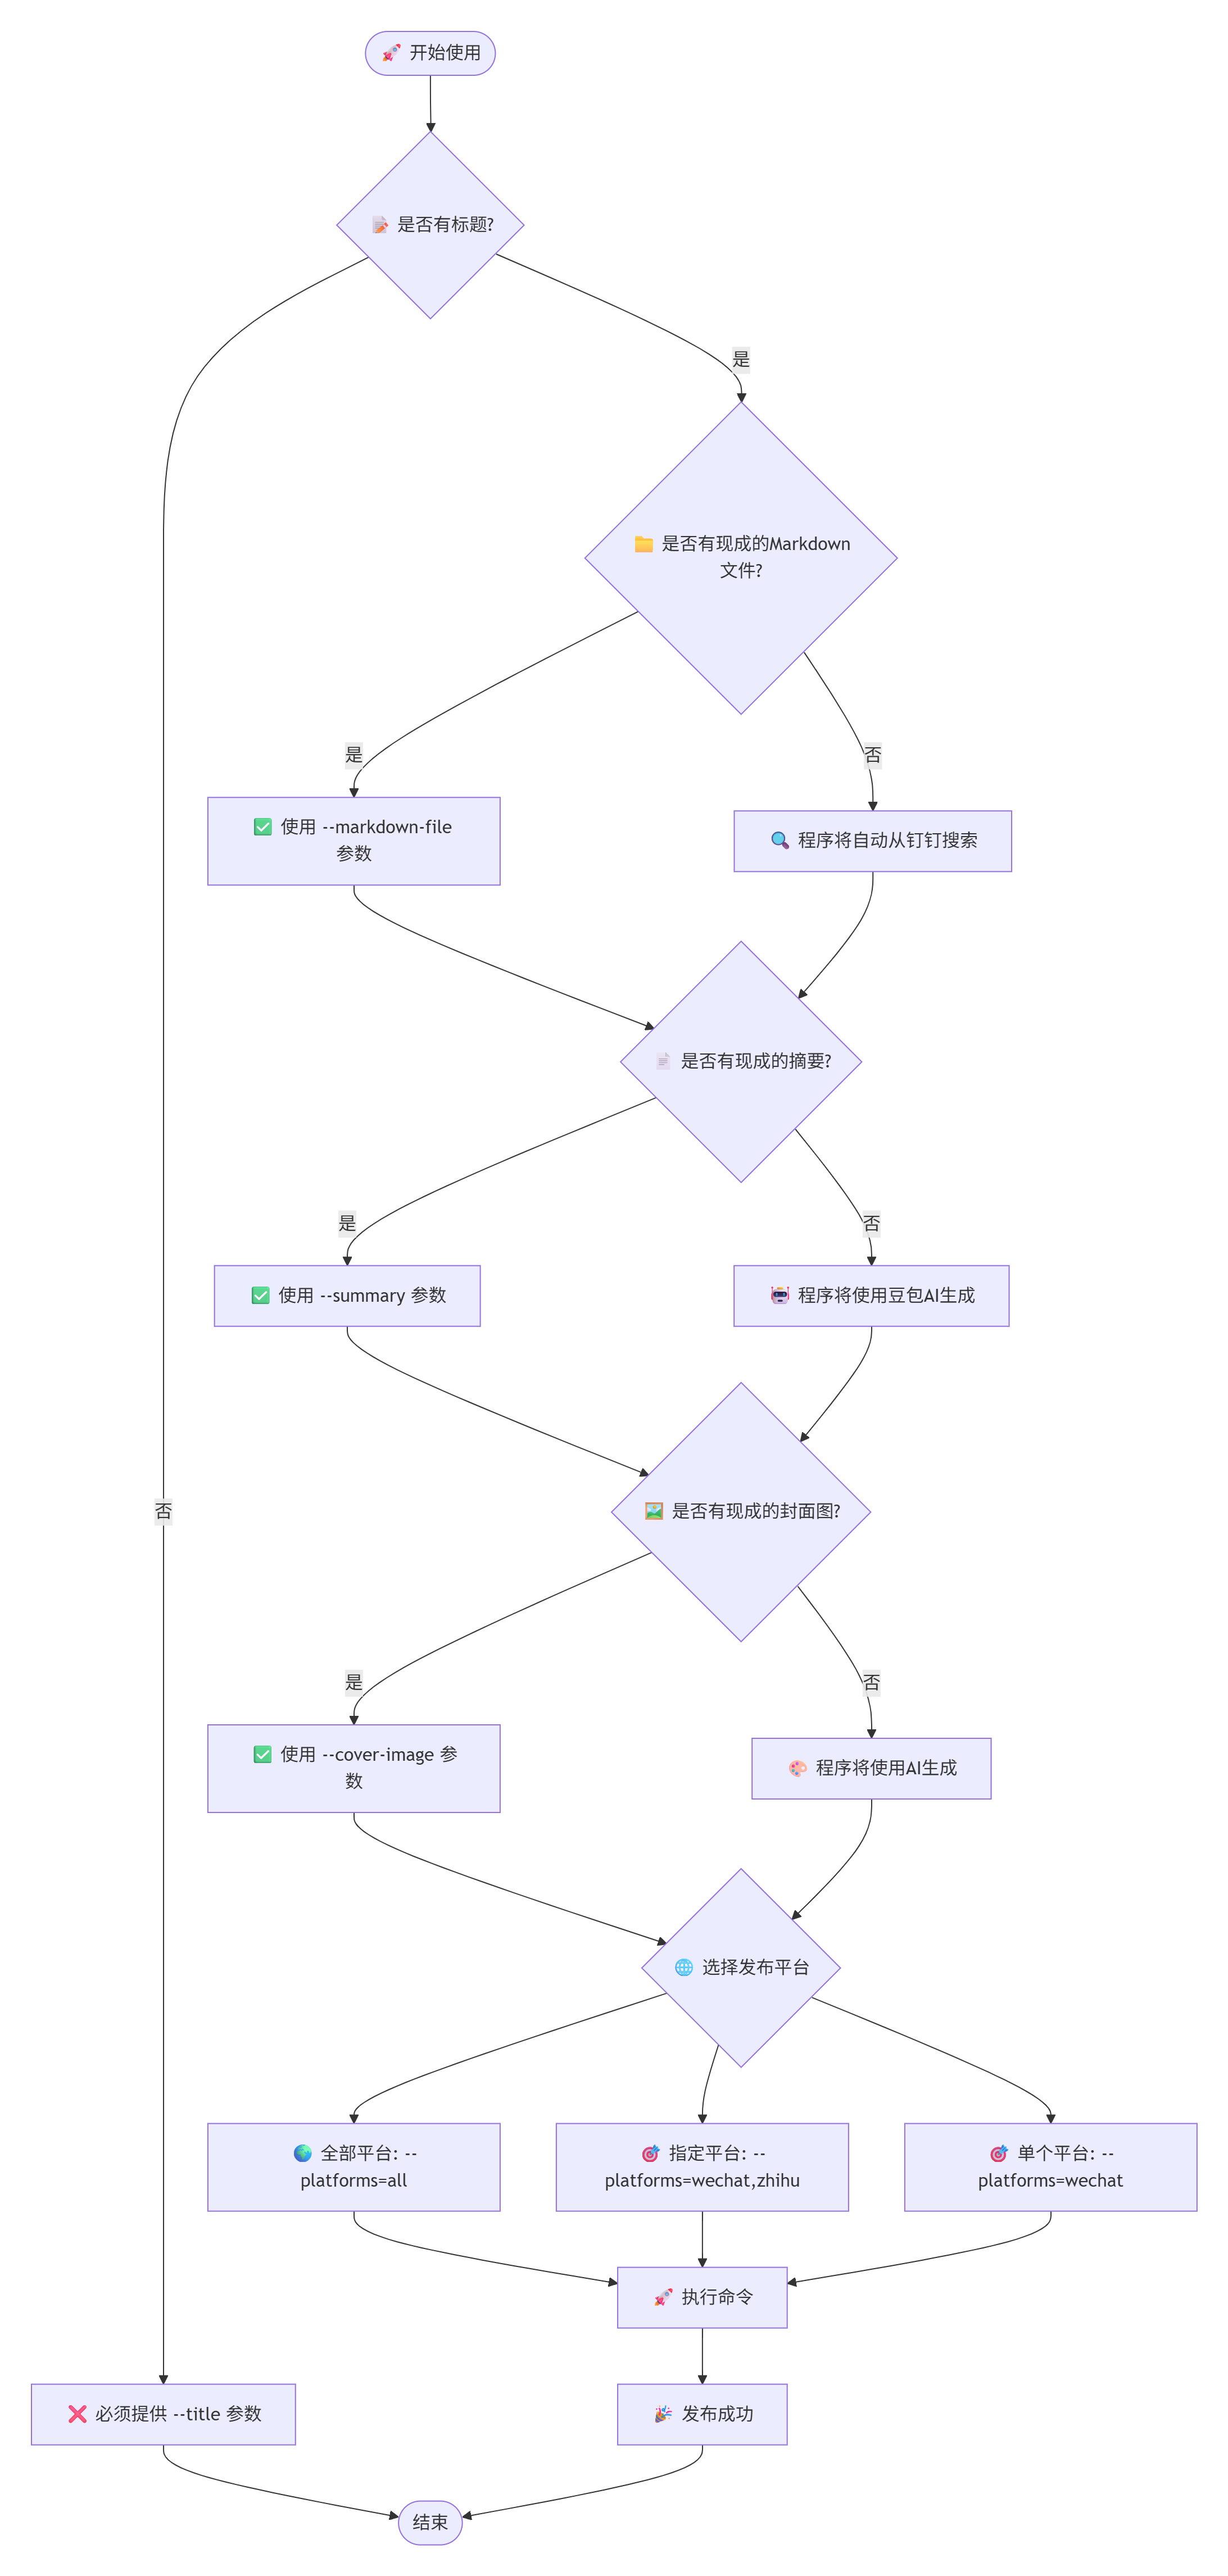 🚀 开始使用
📝 是否有标题?
是
📁 是否有现成的Markdown
文件?
是
否
✅ 使用 --markdown-file
参数
🔍 程序将自动从钉钉搜索
📄 是否有现成的摘要?
是
否
✅ 使用 --summary 参数
🤖 程序将使用豆包AI生成
否
🖼️ 是否有现成的封面图?
是
否
✅ 使用 --cover-image 参
数
🎨 程序将使用AI生成
🌐 选择发布平台
🌍 全部平台: --
platforms=all
🎯 指定平台: --
platforms=wechat,zhihu
🎯 单个平台: --
platforms=wechat
🚀 执行命令
❌ 必须提供 --title 参数
🎉 发布成功
结束